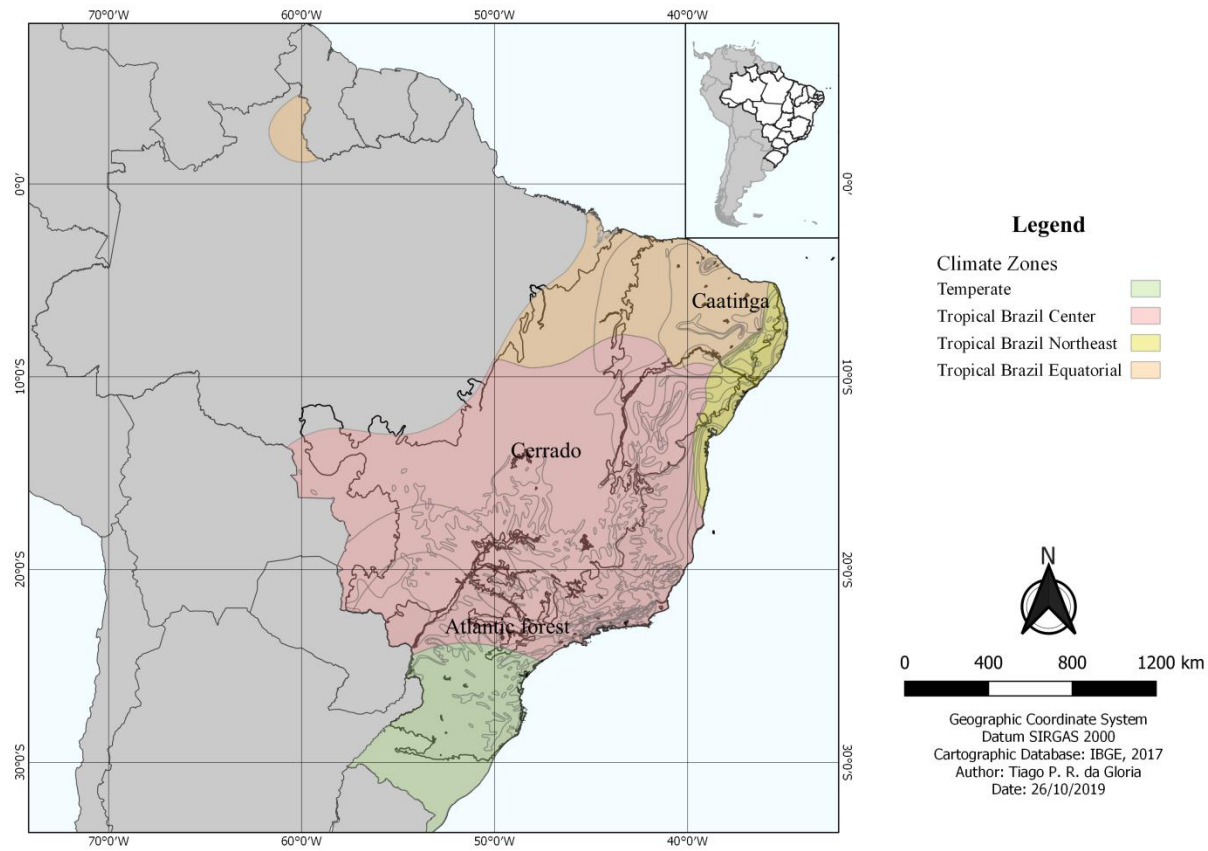 70°0'W 60°0'W 50°0'W 40°0'W
0°0' 0°0'
Caatinga
10°0'S 10°0'S
Cerrado
20°0'S 20°0'S
Atlantic forest
30°0'S 30°0'S
70°0'W 60°0'W 50°0'W 40°0'W
Legend
Climate Zones
Temperate
Tropical Brazil Center
Tropical Brazil Northeast
Tropical Brazil Equatorial
N
0 400 800 1200 km
Geographic Coordinate System
Datum SIRGAS 2000
Cartographic Database: IBGE, 2017
Author: Tiago P. R. da Gloria
Date: 26/10/2019